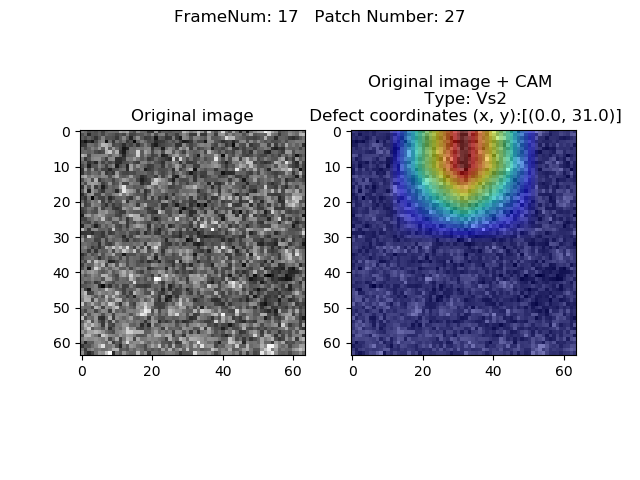 FrameNum: 17   Patch Number: 27
Original image
Original image + CAM
Type: Vs2
Defect coordinates (x, y):[(0.0, 31.0)]
0
10
20
30
40
50
60
0 20 40 60
0
10
20
30
40
50
60
0 20 40 60